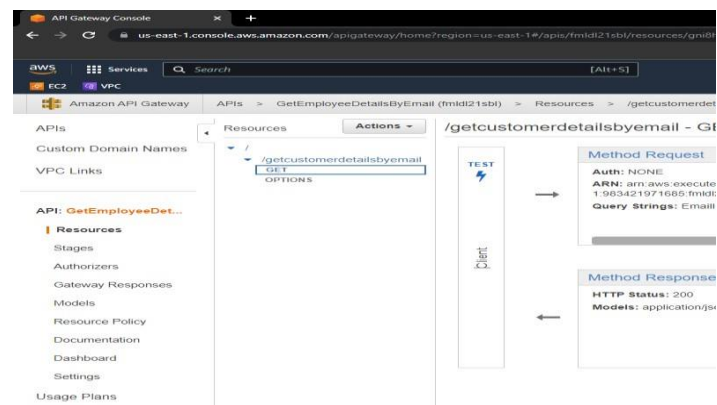 API Gateway Console
us-east-1.console.aws.amazon.com/apigateway/home?region=us-east-1#/apis/fmldl21sbl/resources/gni8h
aws Services Search [Alt+S]
EC2 VPC
Amazon API Gateway APIs > GetEmployeeDetailsByEmail (fmldl21sbl) > Resources > /getcustomerdet
APIs
Custom Domain Names
VPC Links
API: GetEmployeeDet...
Resources
Stages
Authorizers
Gateway Responses
Models
Resource Policy
Documentation
Dashboard
Settings
Usage Plans
Resources Actions
/
/getcustomerdetailsbyemail
GET
OPTIONS
/getcustomerdetailsbyemail - GE
TEST
Client
Method Request
Auth: NONE
ARN: arn:aws:execute
1:983421971685:fmldl
Query Strings: EmailI
Method Response
HTTP Status: 200
Models: application/js